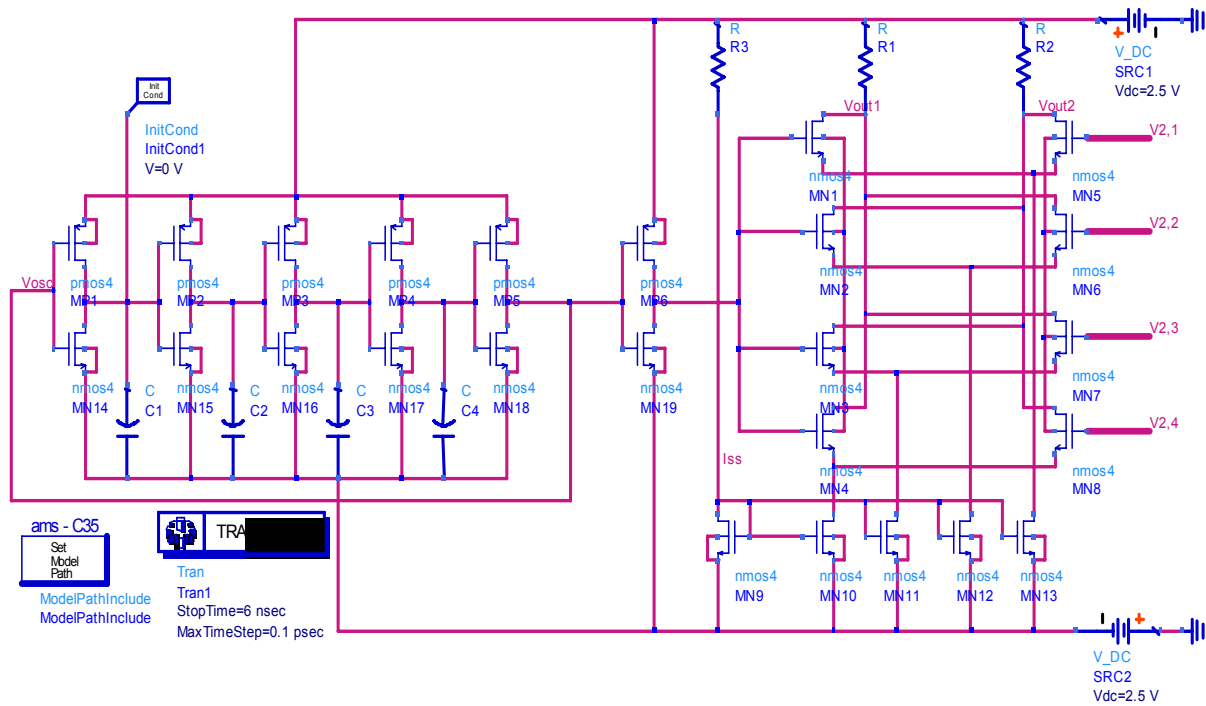 R
R3
R
R1
R
R2
V_DC
SRC1
Vdc=2.5 V
Init
Cond
InitCond
InitCond1
V=0 V
Vout1
Vout2
V2,1
nmos4
MN1
nmos4
MN5
V2,2
Vosc
pmos4
MP1
pmos4
MP2
pmos4
MP3
pmos4
MP4
pmos4
MP5
pmos4
MP6
nmos4
MN2
nmos4
MN6
V2,3
nmos4
MN14
C
C1
nmos4
MN15
C
C2
nmos4
MN16
C
C3
nmos4
MN17
C
C4
nmos4
MN18
nmos4
MN19
nmos4
MN3
nmos4
MN7
V2,4
Iss
nmos4
MN4
nmos4
MN8
ams - C35
Set
Model
Path
ModelPathInclude
ModelPathInclude
TRA
Tran
Tran1
StopTime=6 nsec
MaxTimeStep=0.1 psec
nmos4
MN9
nmos4
MN10
nmos4
MN11
nmos4
MN12
nmos4
MN13
V_DC
SRC2
Vdc=2.5 V